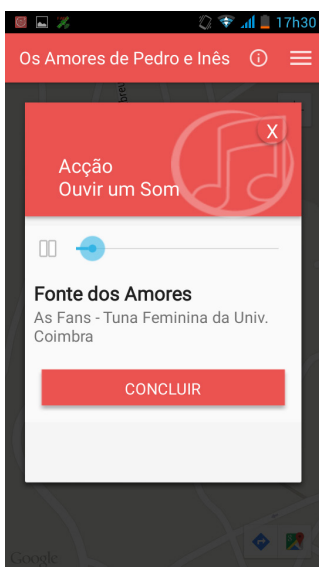 17h30
Os Amores de Pedro e Inês
X
Acção
Ouvir um Som
Fonte dos Amores
As Fans - Tuna Feminina da Univ.
Coimbra
CONCLUIR
Google